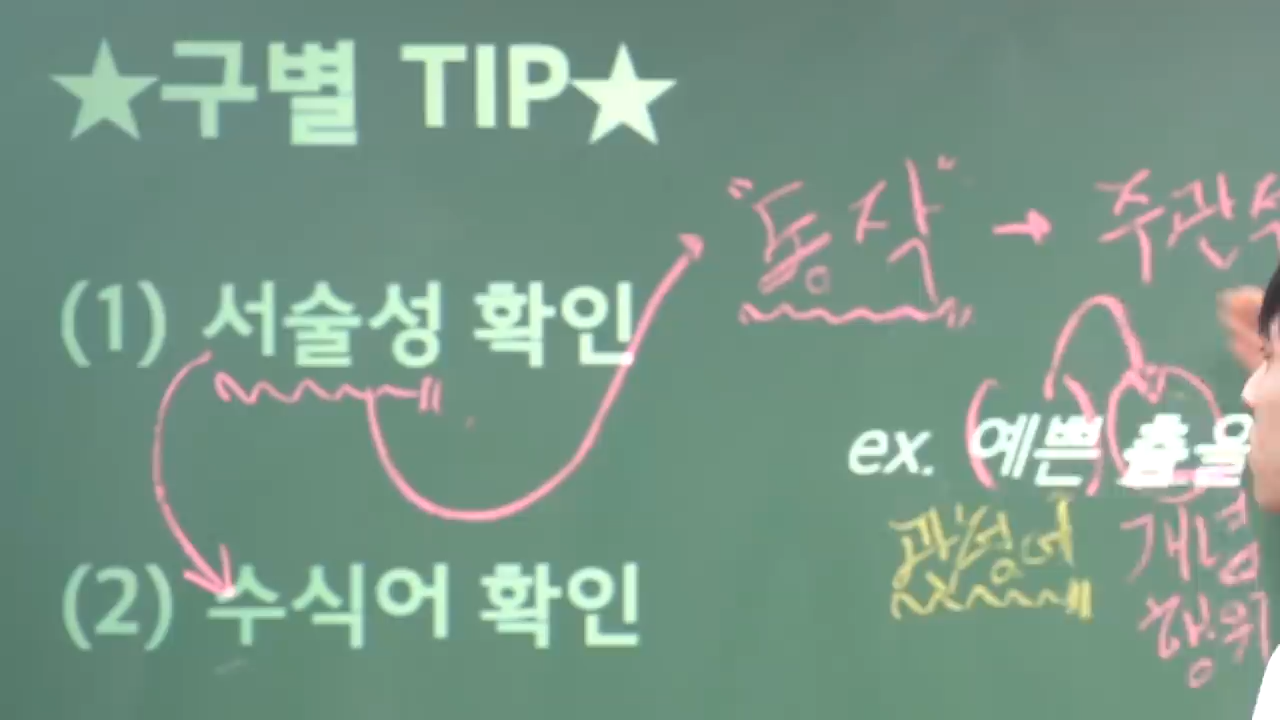 ★구별 TIP★
"동작" → 주관
(1) 서술성 확인
ex. (예쁜 춤을
관형어 개념
행위
(2) 수식어 확인